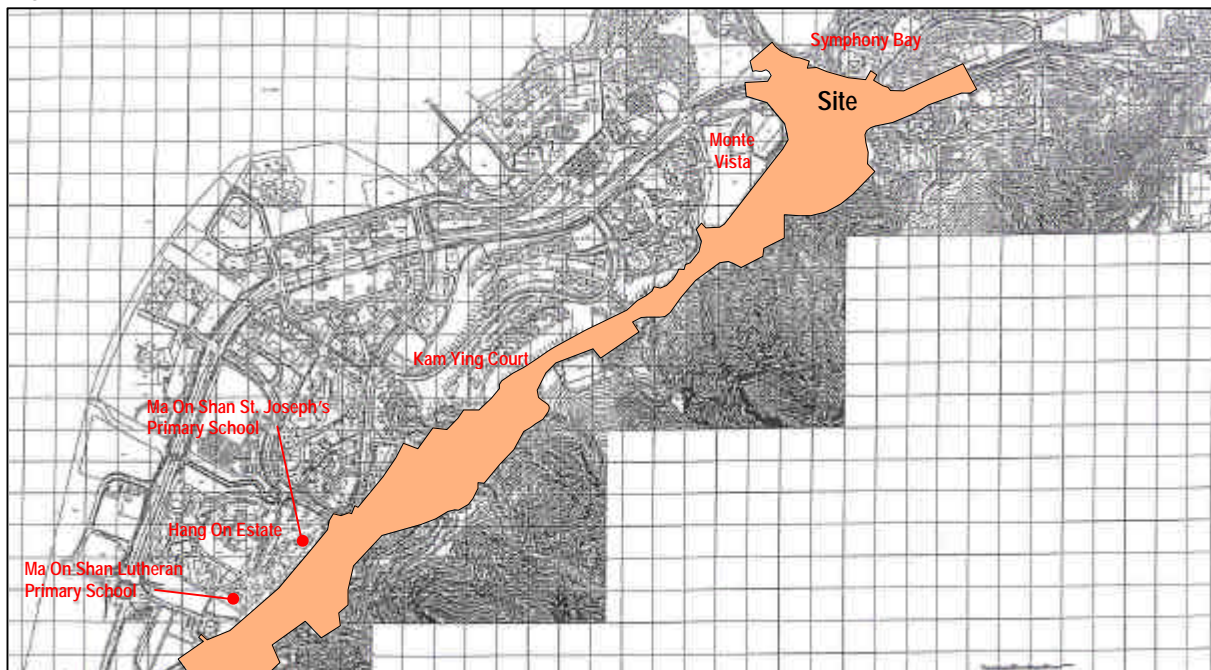 Symphony Bay
Site
Monte
Vista
Kam Ying Court
Ma On Shan St. Joseph's
Primary School
Hang On Estate
Ma On Shan Lutheran
Primary School